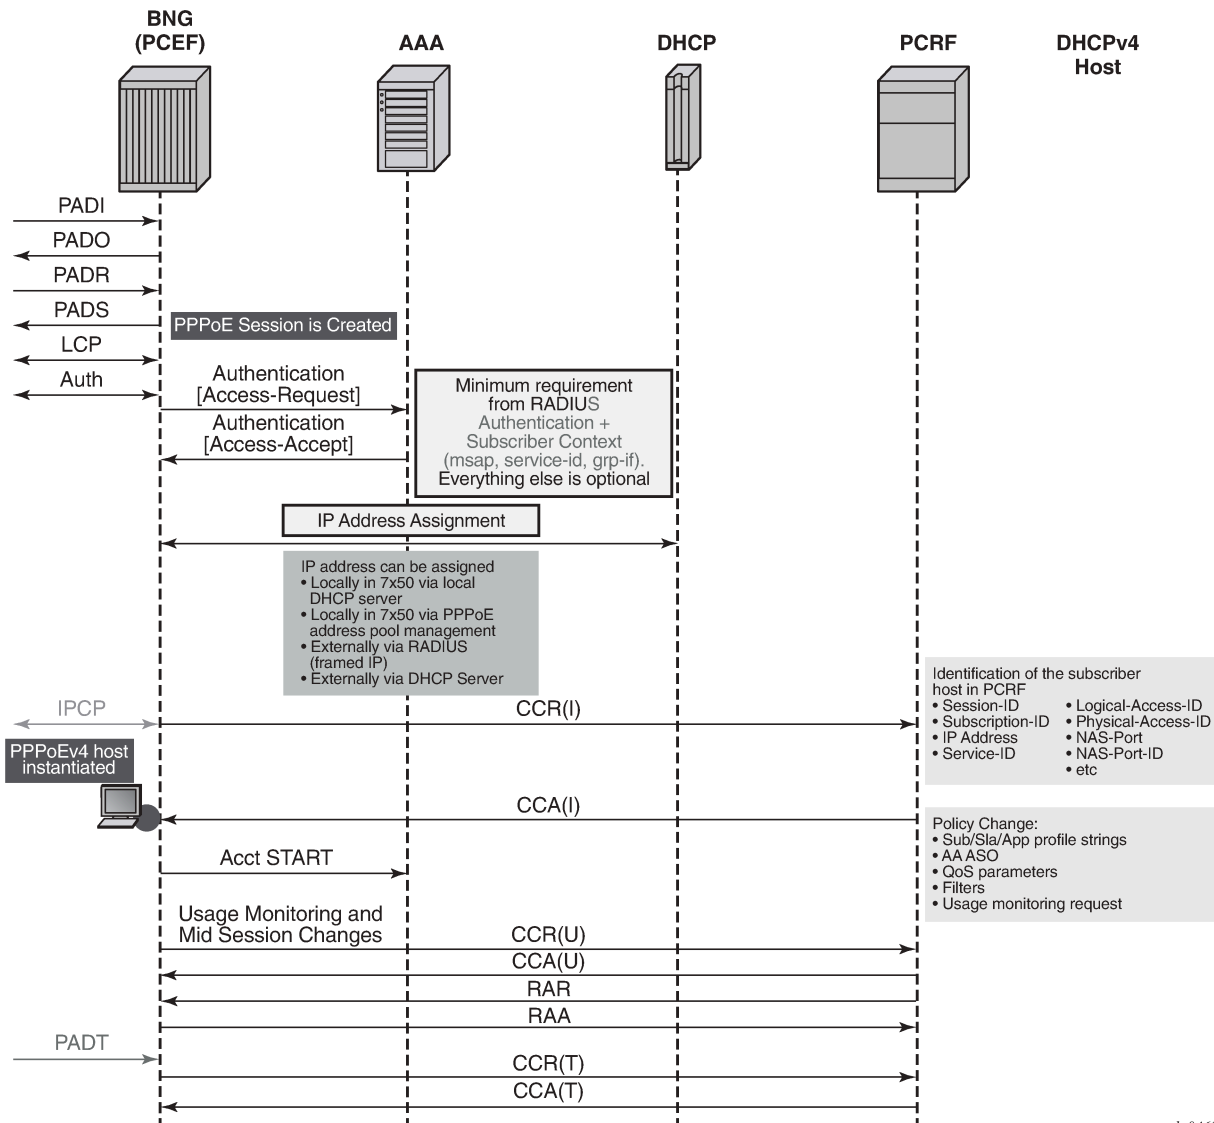 BNG
(PCEF)
AAA
DHCP
PCRF
DHCPv4
Host
PADI
PADO
PADR
PADS
PPPoE Session is Created
LCP
Auth
Authentication
[Access-Request]
Authentication
[Access-Accept]
Minimum requirement
from RADIUS
Authentication +
Subscriber Context
(msap, service-id, grp-if).
Everything else is optional
IP Address Assignment
IP address can be assigned
• Locally in 7x50 via local
DHCP server
• Locally in 7x50 via PPPoE
address pool management
• Externally via RADIUS
(framed IP)
• Externally via DHCP Server
Identification of the subscriber
host in PCRF
• Session-ID
• Subscription-ID
• IP Address
• Service-ID
• Logical-Access-ID
• Physical-Access-ID
• NAS-Port
• NAS-Port-ID
• etc
IPCP
CCR(I)
PPPoEv4 host
instantiated
CCA(I)
Policy Change:
• Sub/Sla/App profile strings
• AA ASO
• QoS parameters
• Filters
• Usage monitoring request
Acct START
Usage Monitoring and
Mid Session Changes
CCR(U)
CCA(U)
RAR
RAA
PADT
CCR(T)
CCA(T)